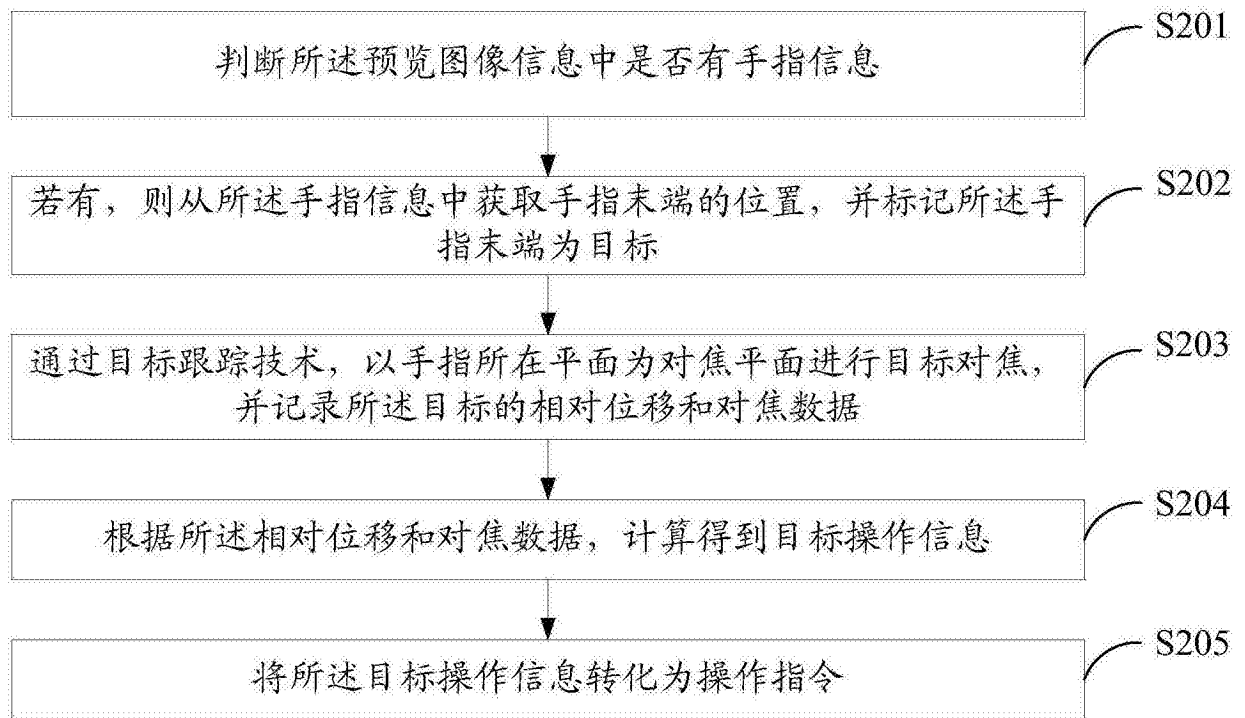 S201
判断所述预览图像信息中是否有手指信息
S202
若有，则从所述手指信息中获取手指末端的位置，并标记所述手
指末端为目标
S203
通过目标跟踪技术，以手指所在平面为对焦平面进行目标对焦，
并记录所述目标的相对位移和对焦数据
S204
根据所述相对位移和对焦数据，计算得到目标操作信息
S205
将所述目标操作信息转化为操作指令